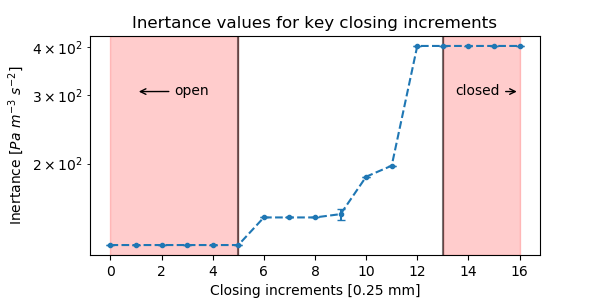 Inertance values for key closing increments
Inertance [Pa m⁻³ s⁻²]
4 × 10²
3 × 10²
2 × 10²
open
closed
0 2 4 6 8 10 12 14 16
Closing increments [0.25 mm]